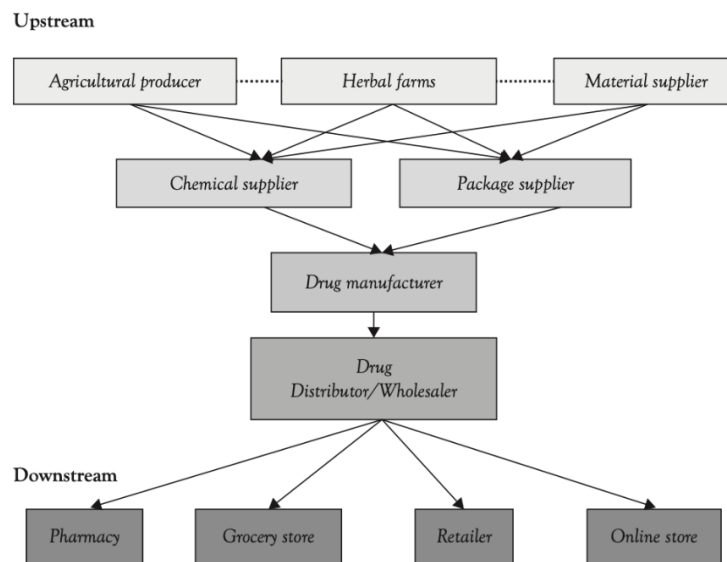 Upstream
Agricultural producer
Herbal farms
Material supplier
Chemical supplier
Package supplier
Drug manufacturer
Drug
Distributor/Wholesaler
Downstream
Pharmacy
Grocery store
Retailer
Online store